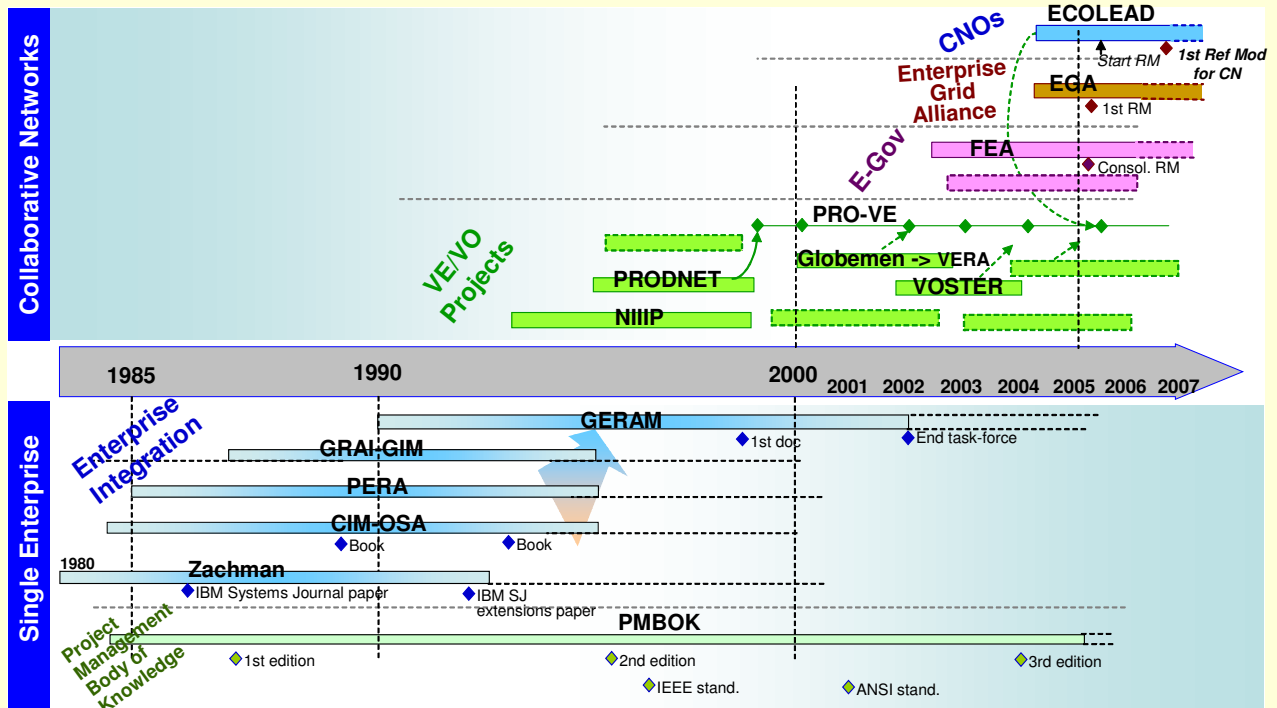 Collaborative Networks
CNOs
ECOLEAD
Start RM
1st Ref Mod
for CN
Enterprise
Grid
Alliance
EGA
1st RM
E-Gov
FEA
Consol. RM
VE/VO
Projects
PRO-VE
Globemen -> VERA
PRODNET
VOSTER
NIIIP
1985
1990
2000
2001
2002
2003
2004
2005
2006
2007
Single Enterprise
Enterprise
Integration
GERAM
1st doc
End task-force
GRAI-GIM
PERA
CIM-OSA
Book
Book
1980
Zachman
IBM Systems Journal paper
IBM SJ
extensions paper
Project
Management
Body of
Knowledge
PMBOK
1st edition
2nd edition
3rd edition
IEEE stand.
ANSI stand.